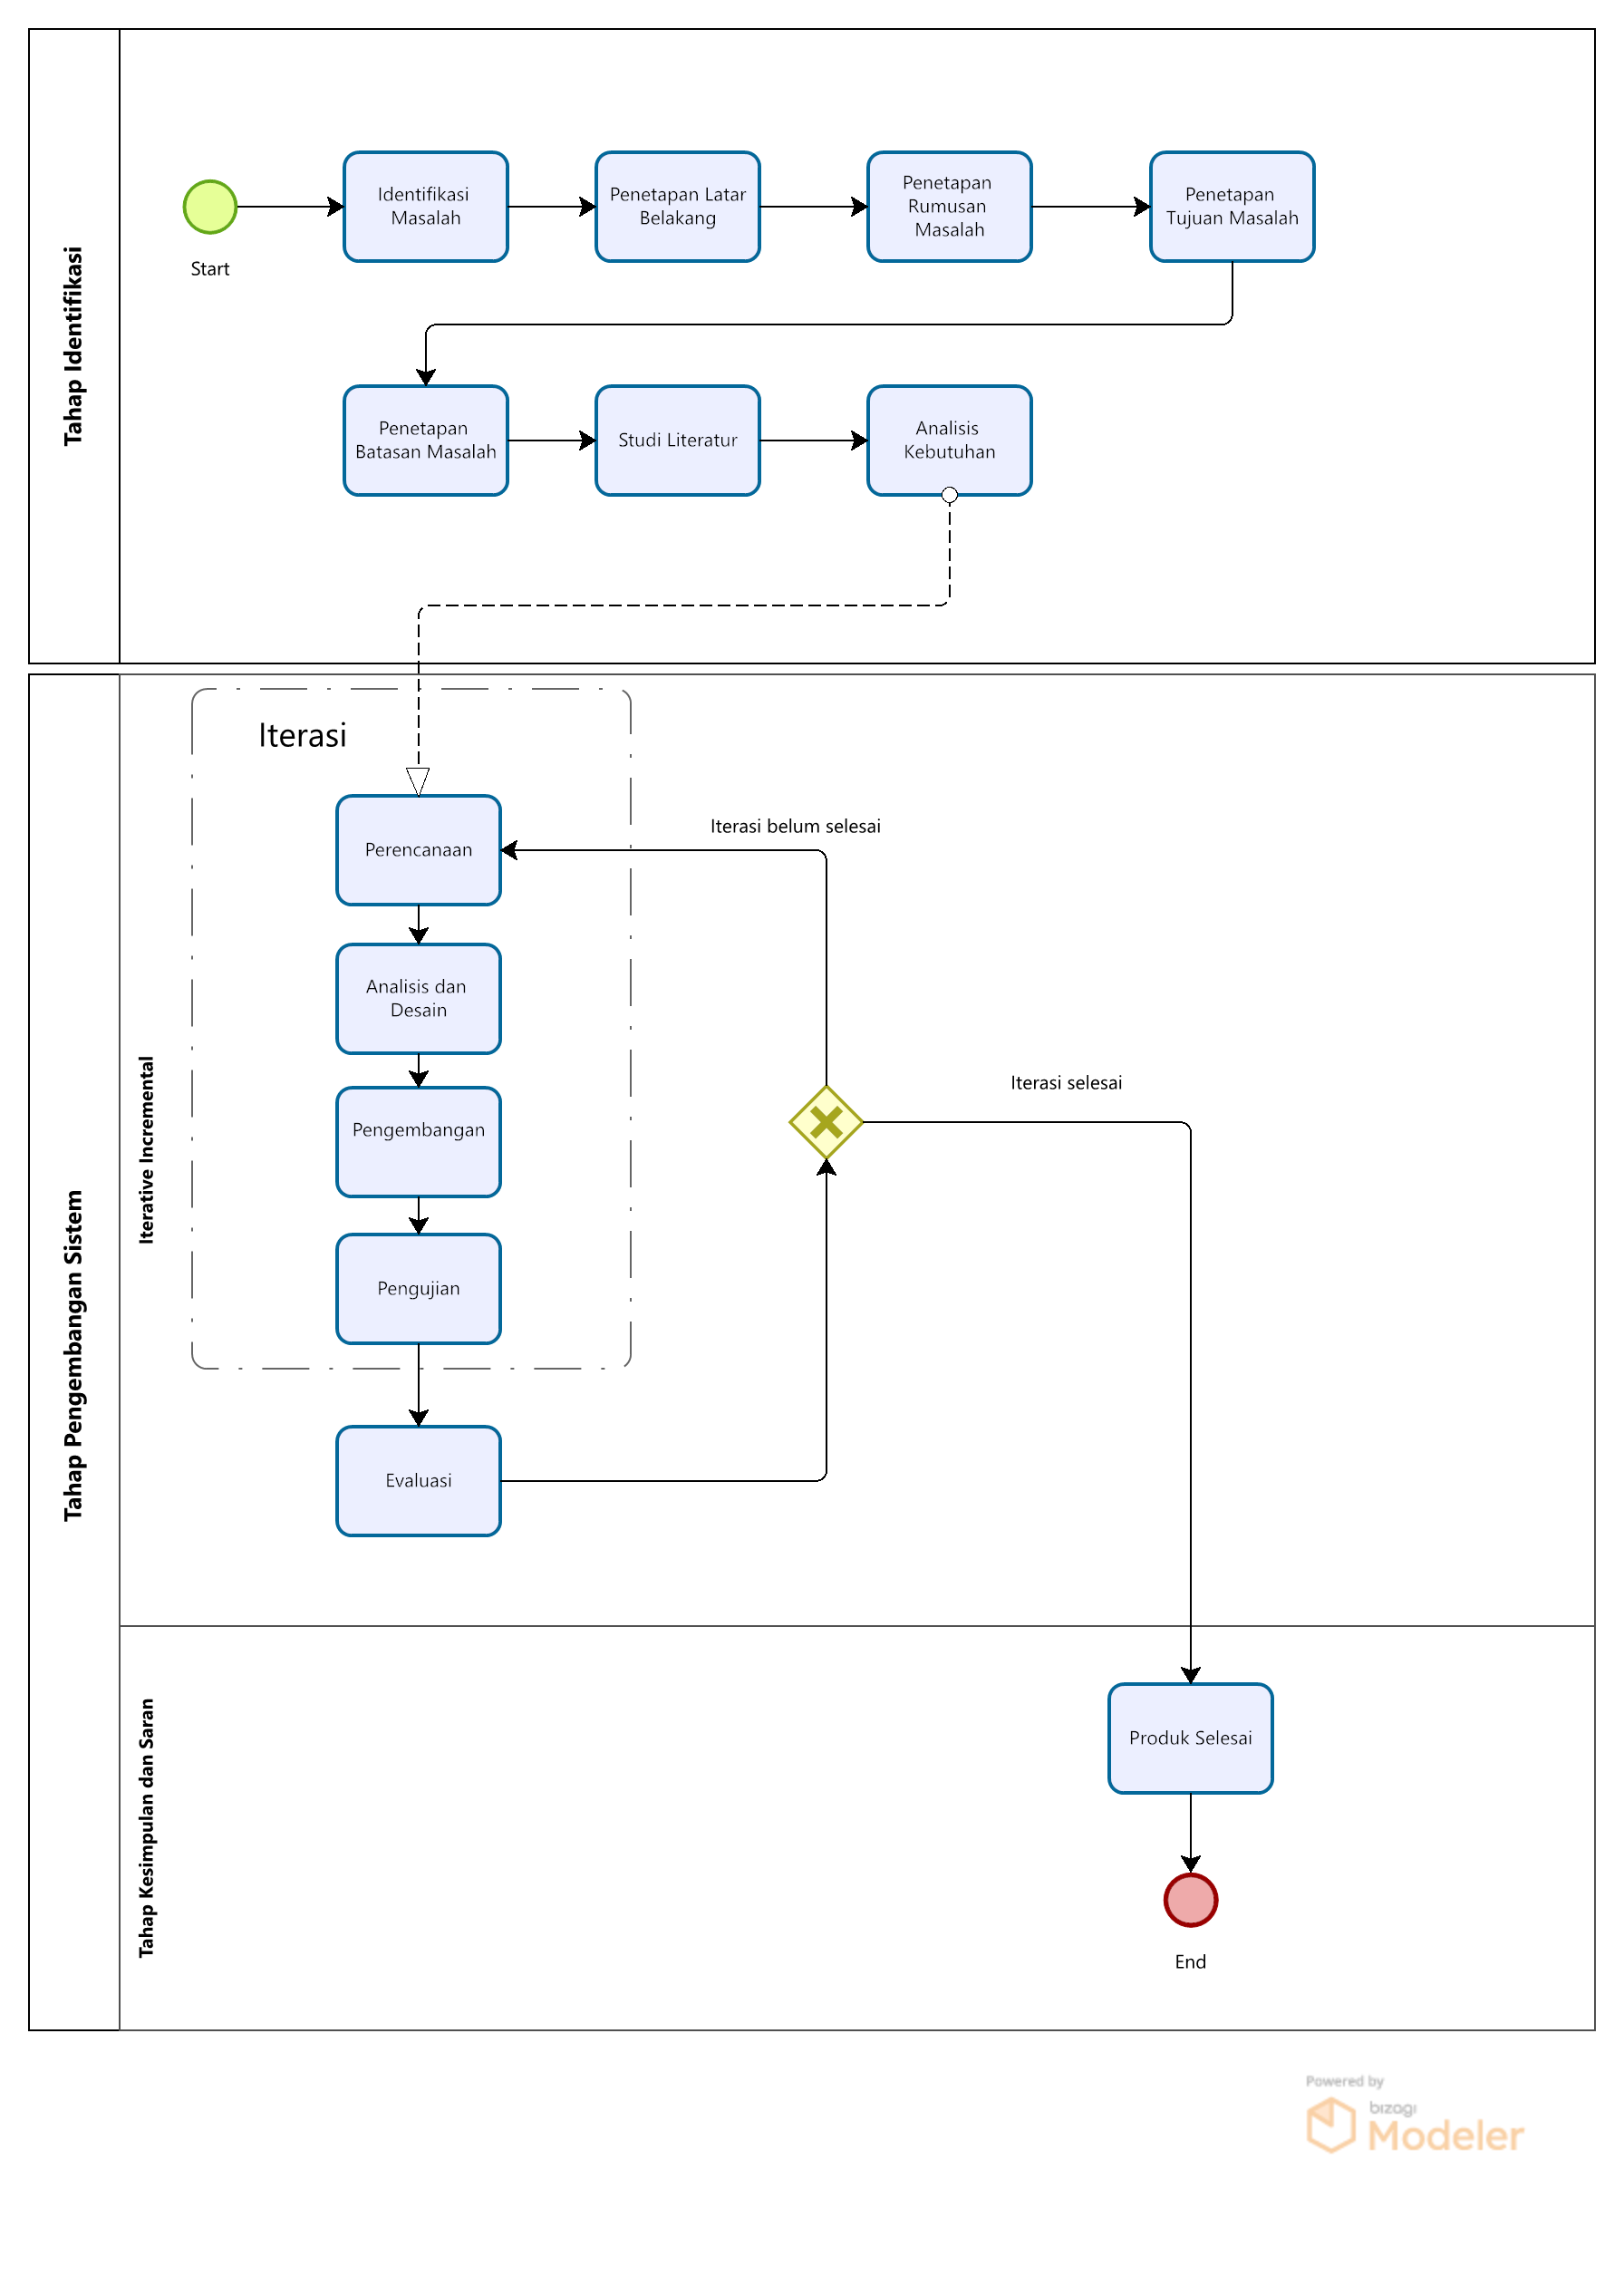 Tahap Identifikasi
Start
Identifikasi
Masalah
Penetapan Latar
Belakang
Penetapan
Rumusan
Masalah
Penetapan
Tujuan Masalah
Penetapan
Batasan Masalah
Studi Literatur
Analisis
Kebutuhan
Tahap Pengembangan Sistem
Iterative Incremental
Iterasi
Perencanaan
Iterasi belum selesai
Analisis dan
Desain
Iterasi selesai
Pengembangan
Pengujian
Evaluasi
Tahap Kesimpulan dan Saran
Produk Selesai
End
Powered by
bizagi
Modeler